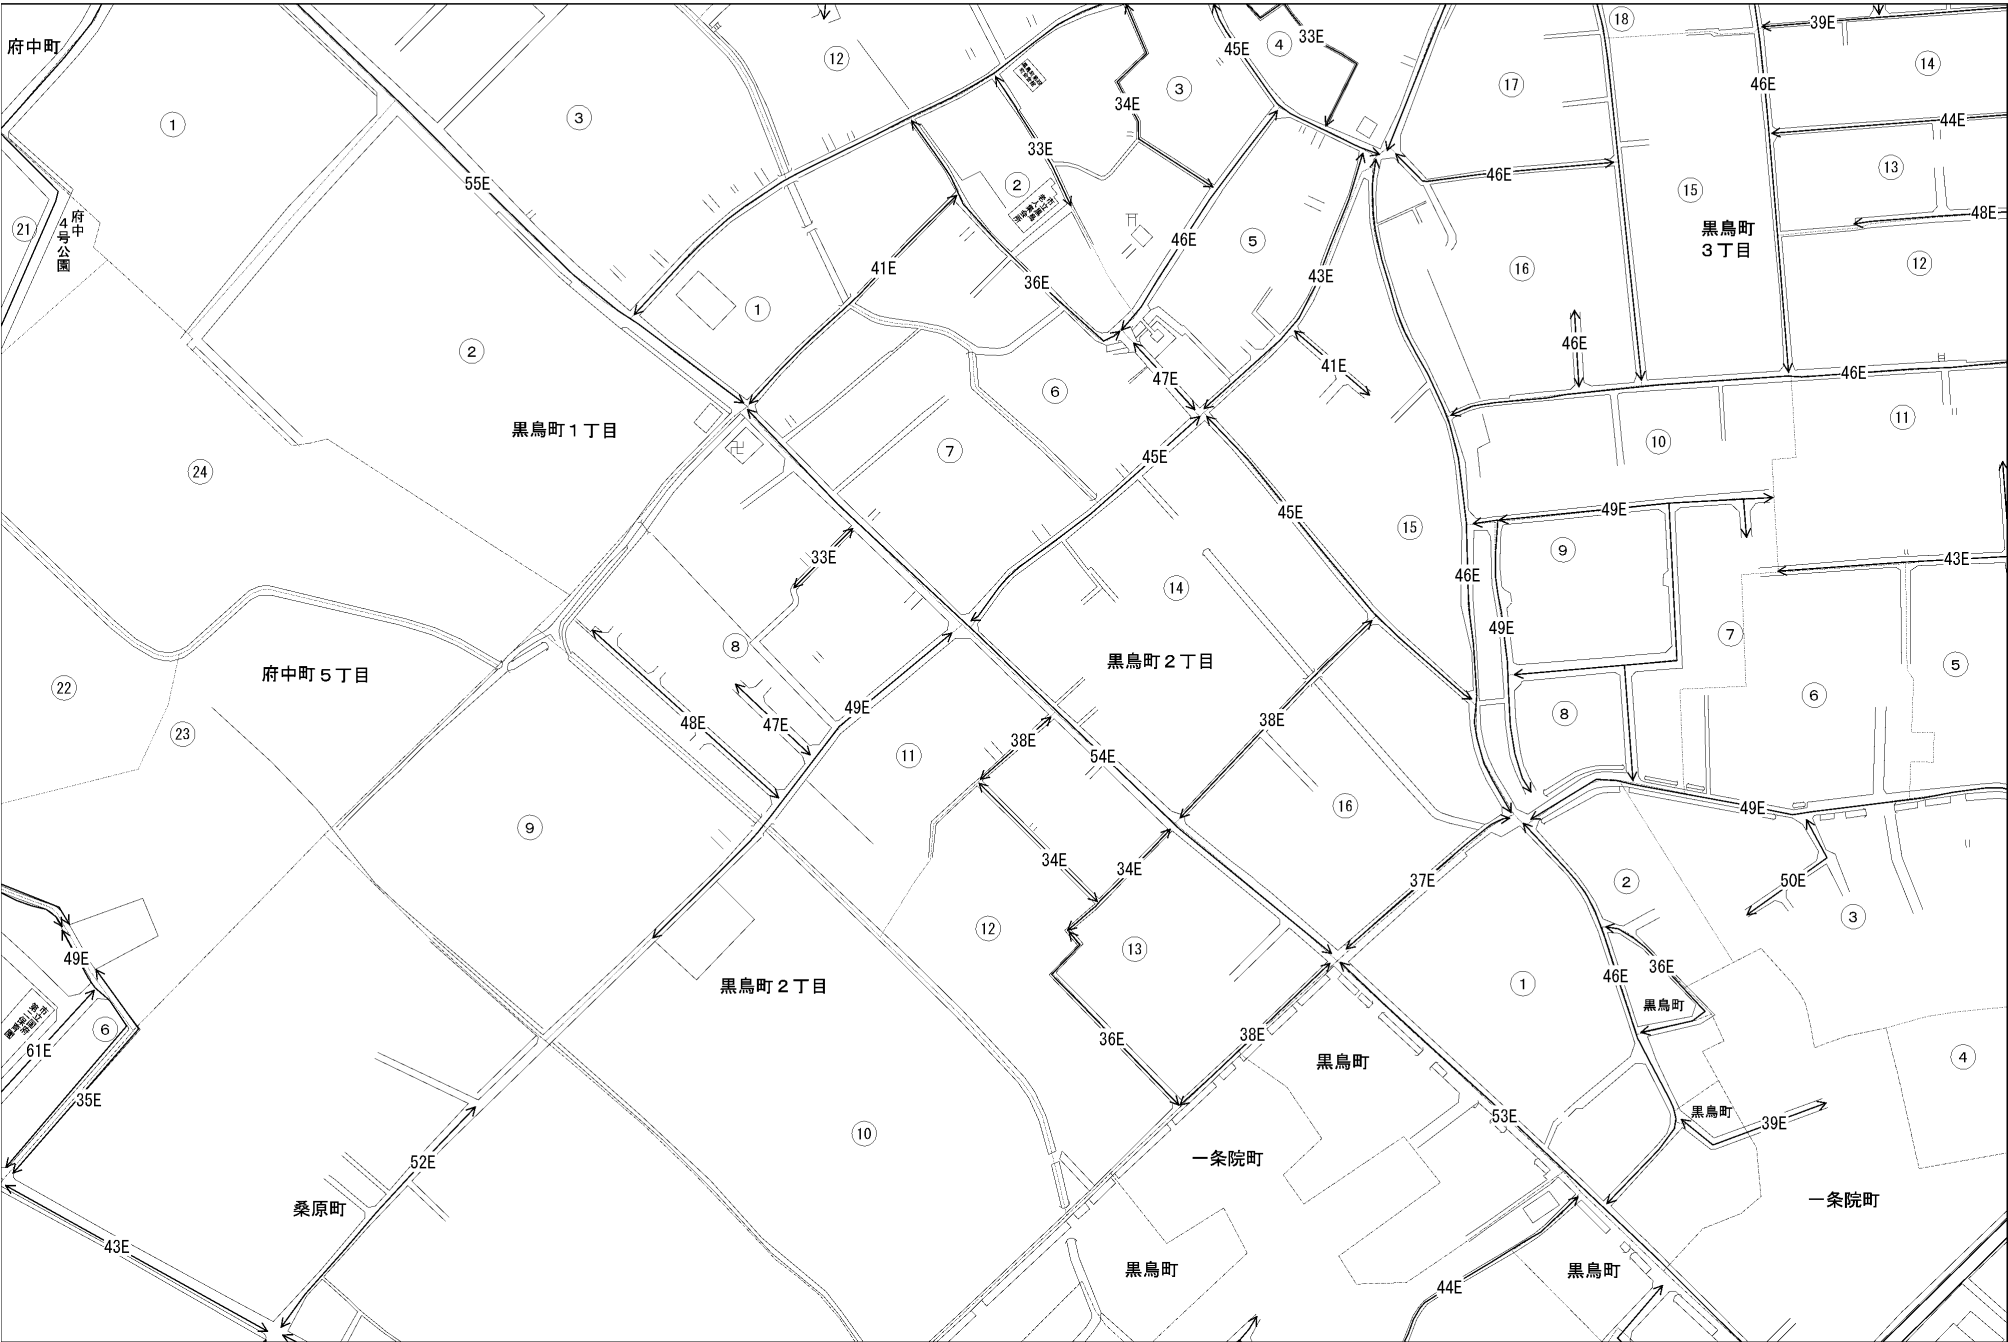 府中町
①
㉑
府中
4号公園
55E
③
⑫
33E
34E
③
45E
④
33E
⑱
39E
46E
⑭
⑰
44E
46E
⑬
⑮
黒鳥町
3丁目
48E
⑫
②
②
41E
36E
①
46E
⑤
43E
⑯
46E
41E
47E
⑥
46E
黒鳥町1丁目
⑦
45E
⑩
⑪
㉔
45E
⑮
49E
⑨
43E
33E
46E
⑭
49E
⑦
⑤
⑧
黒鳥町2丁目
府中町5丁目
㉒
㉓
48E
47E
49E
38E
38E
⑧
⑥
⑪
54E
⑯
49E
⑨
34E
34E
37E
②
50E
③
⑫
⑬
49E
黒鳥町2丁目
①
46E
36E
黒鳥町
⑥
61E
36E
38E
黒鳥町
④
35E
⑩
53E
黒鳥町
39E
52E
一条院町
桑原町
一条院町
43E
黒鳥町
黒鳥町
44E